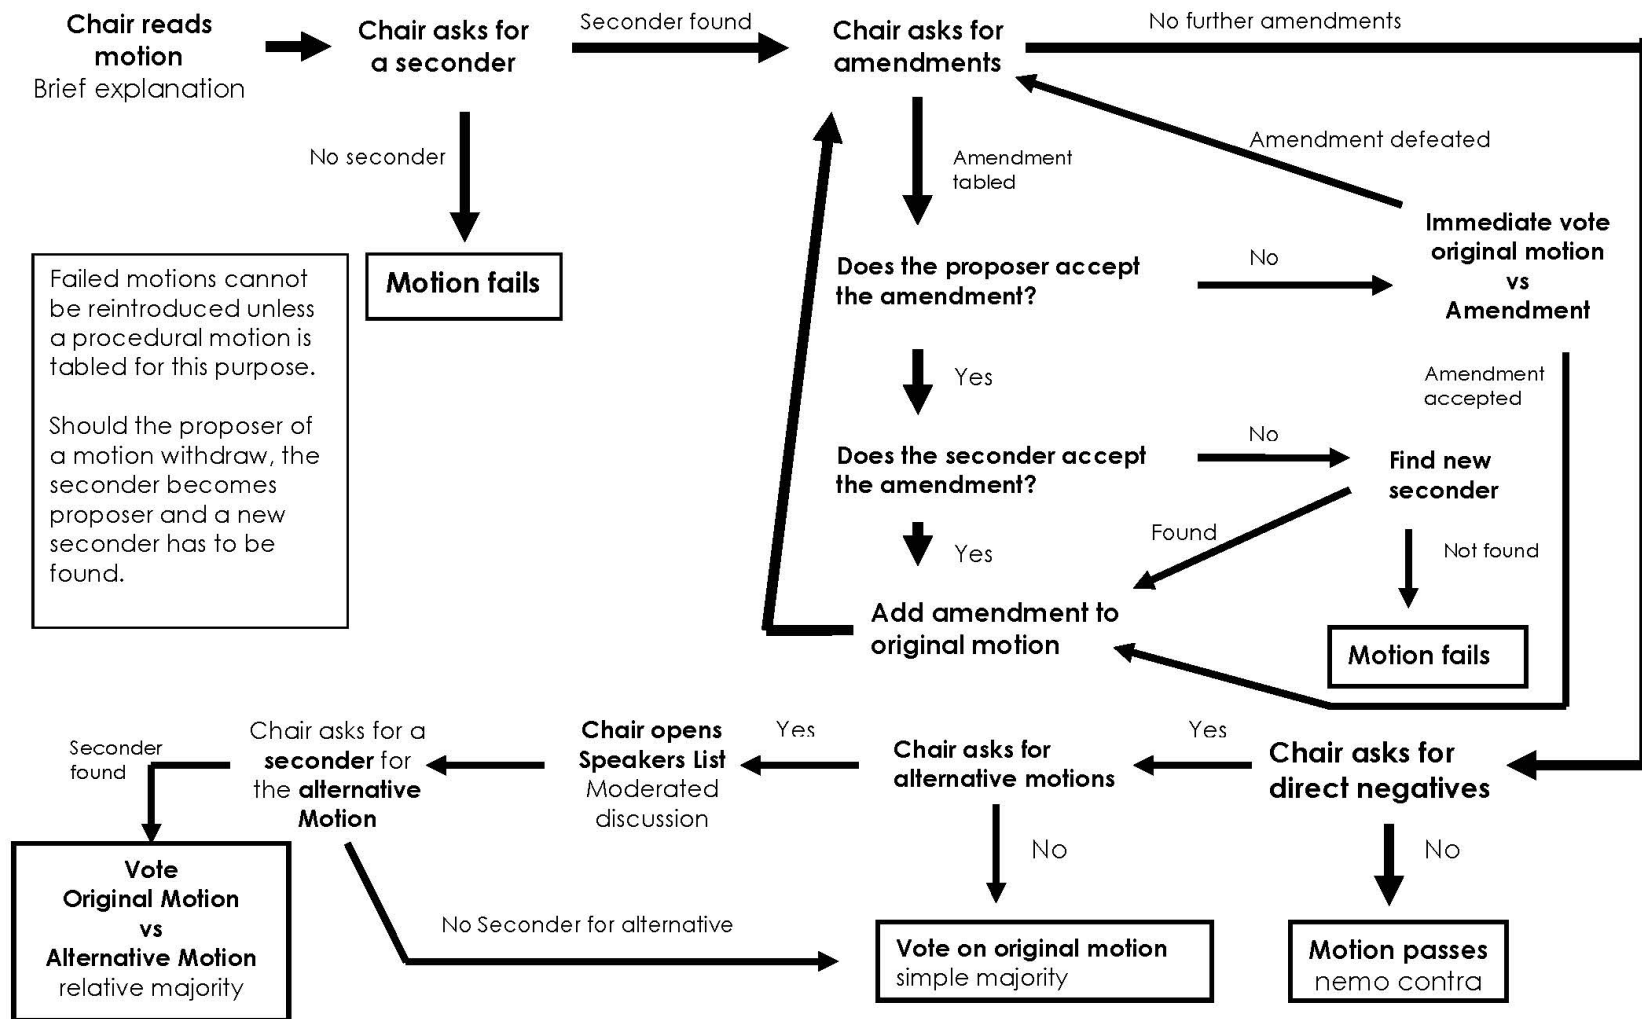 Chair reads
motion
Brief explanation
Chair asks for
a seconder
Seconder found
Chair asks for
amendments
No further amendments
No seconder
Motion fails
Amendment
tabled
Amendment defeated
Immediate vote
original motion
vs
Amendment
Failed motions cannot
be reintroduced unless
a procedural motion is
tabled for this purpose.
Should the proposer of
a motion withdraw, the
seconder becomes
proposer and a new
seconder has to be
found.
Does the proposer accept
the amendment?
No
Yes
Amendment
accepted
Does the seconder accept
the amendment?
No
Find new
seconder
Yes
Found
Not found
Add amendment to
original motion
Motion fails
Seconder
found
Chair asks for a
seconder for
the alternative
Motion
Chair opens
Speakers List
Moderated
discussion
Yes
Chair asks for
alternative motions
Yes
Chair asks for
direct negatives
No
No
Vote
Original Motion
vs
Alternative Motion
relative majority
No Seconder for alternative
Vote on original motion
simple majority
Motion passes
nemo contra